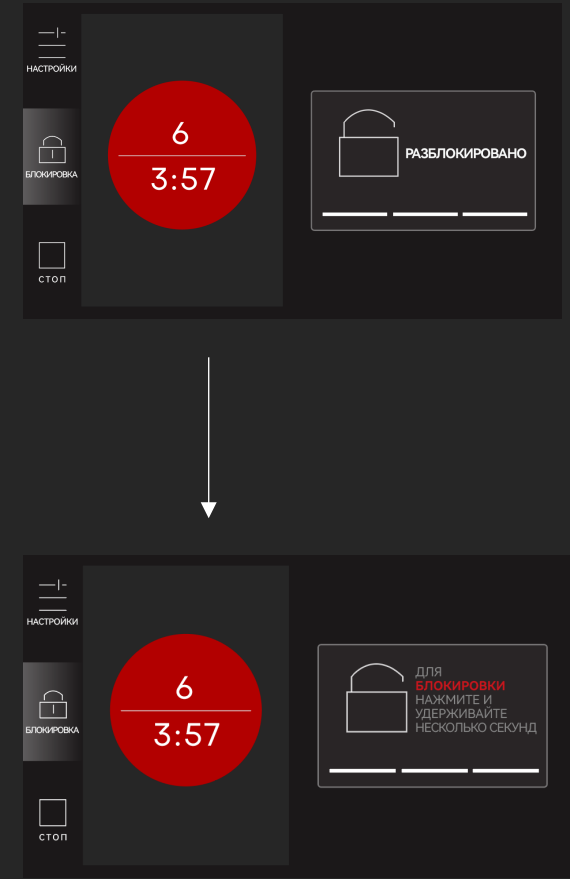 НАСТРОЙКИ
6
3:57
БЛОКИРОВКА
РАЗБЛОКИРОВАНО
СТОП
НАСТРОЙКИ
6
3:57
БЛОКИРОВКА
ДЛЯ
БЛОКИРОВКИ
НАЖМИТЕ И
УДЕРЖИВАЙТЕ
НЕСКОЛЬКО СЕКУНД
СТОП